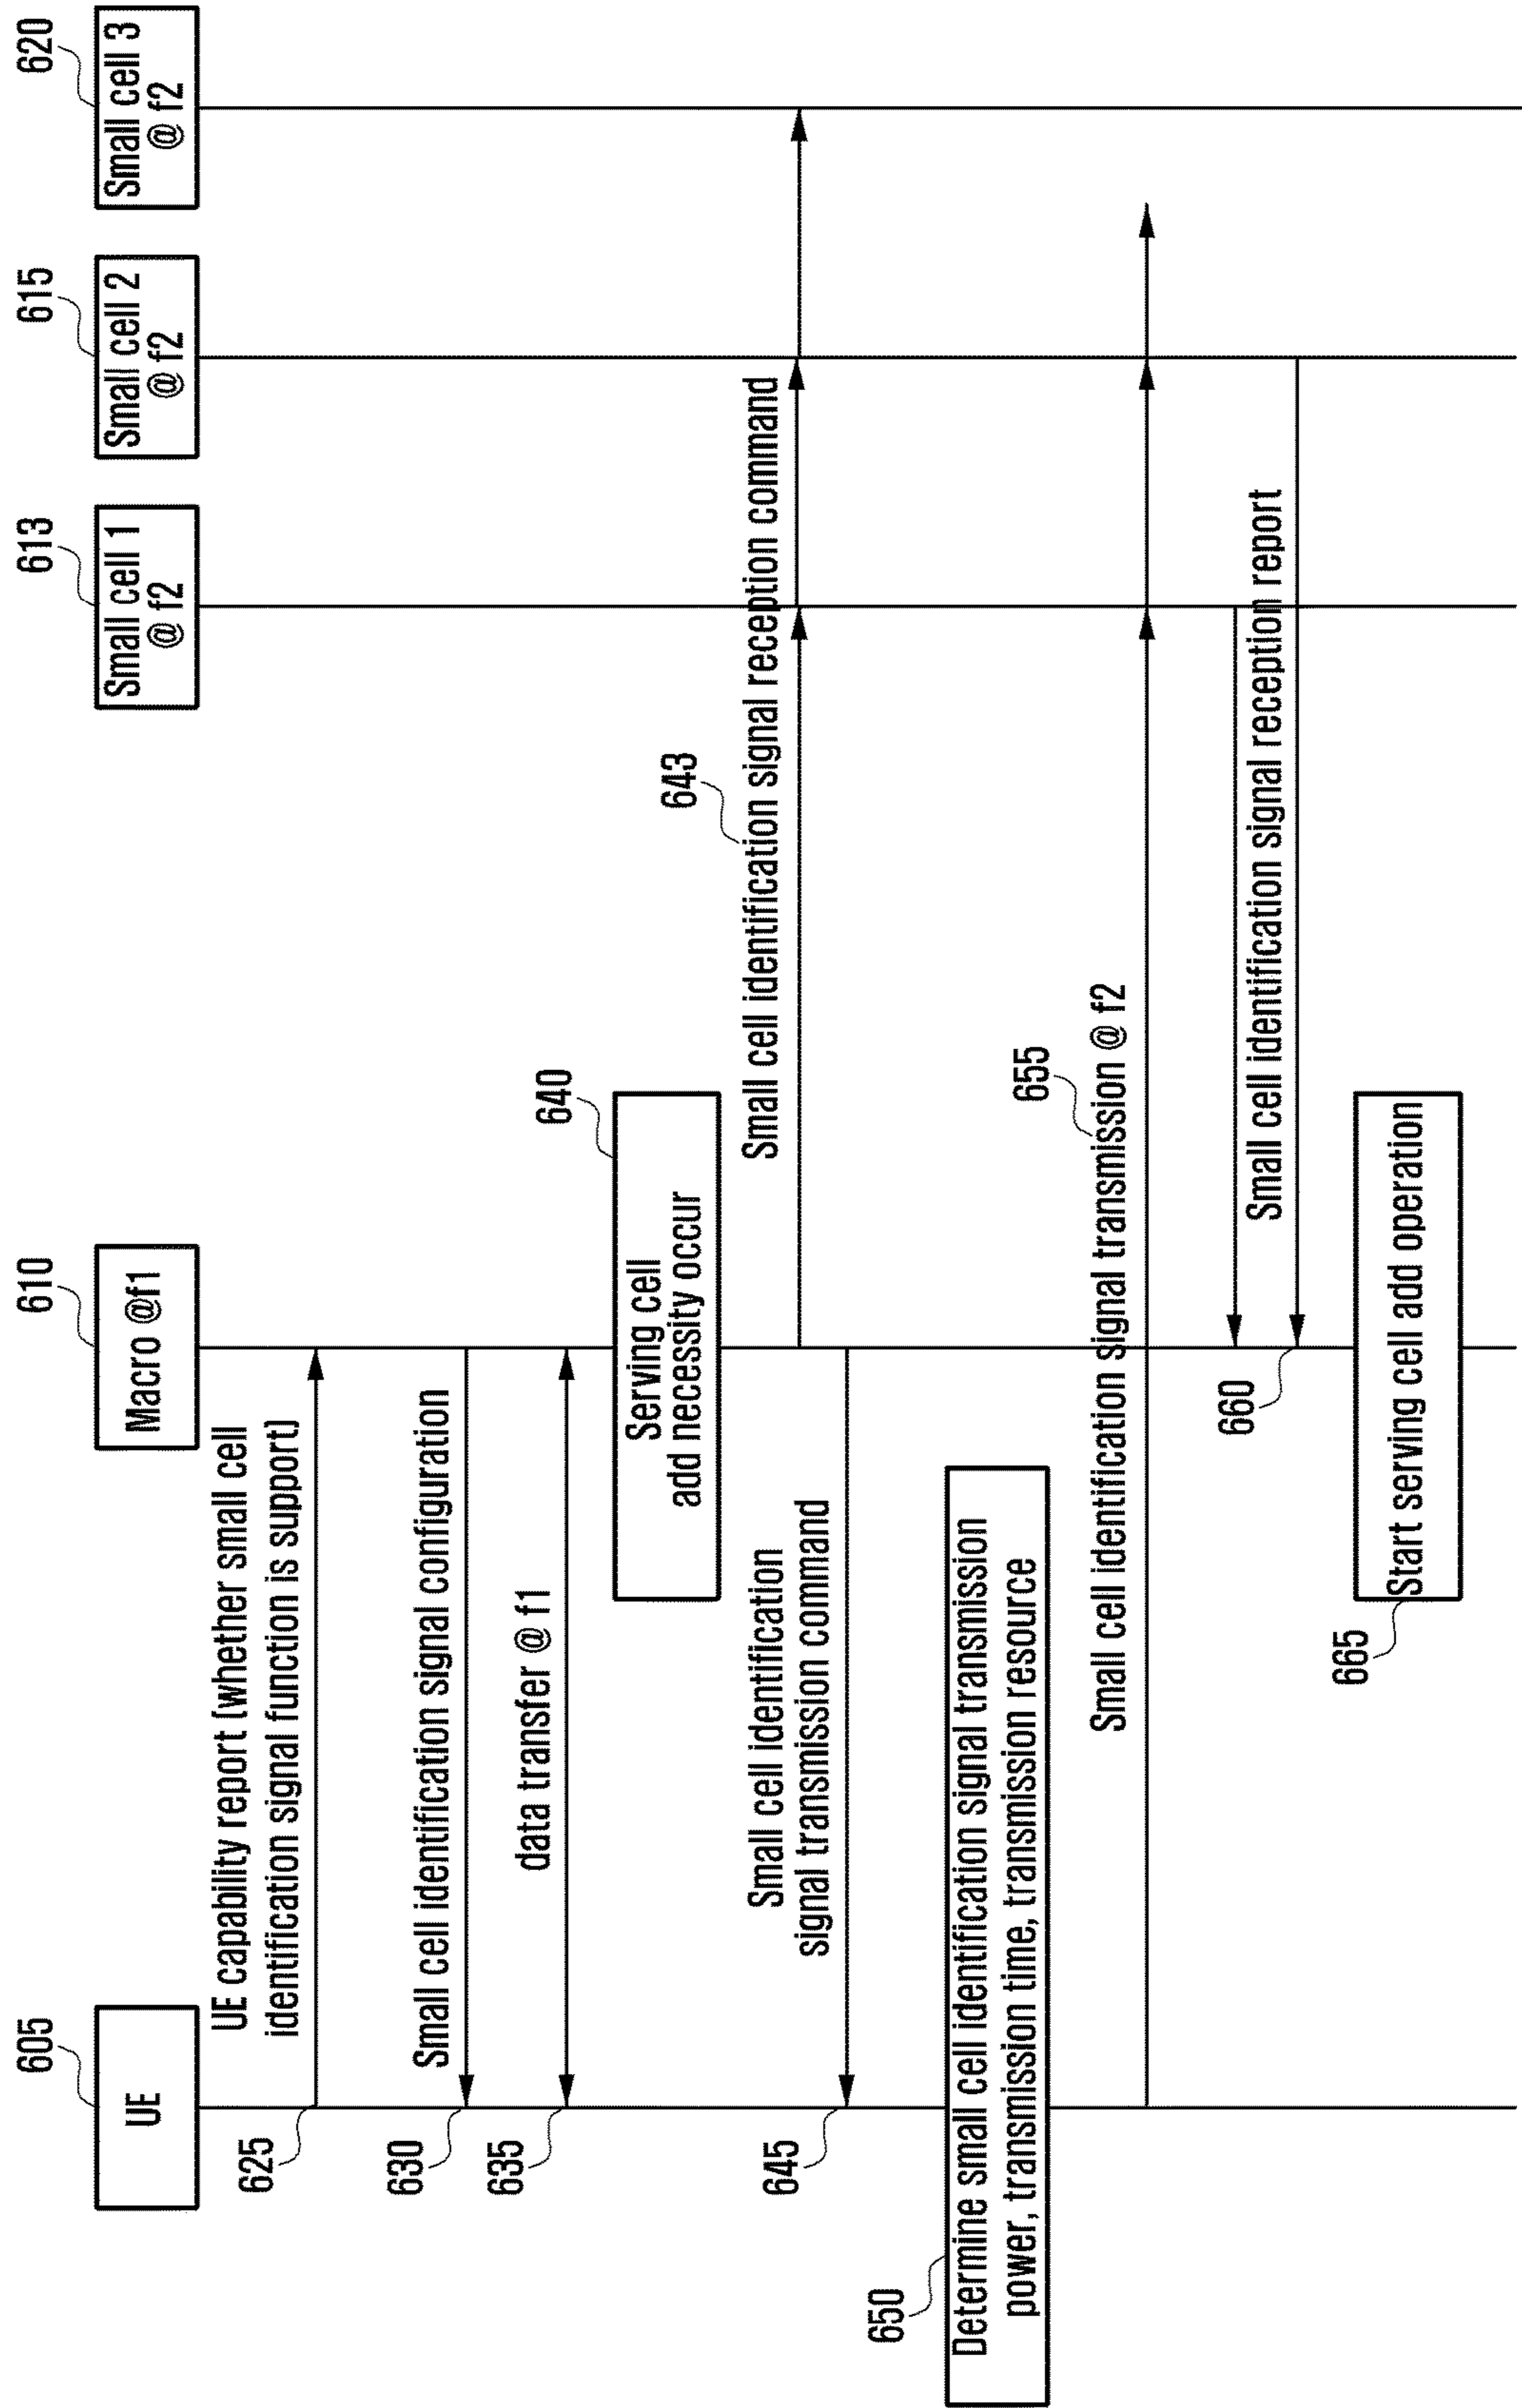 605
UE
610
Macro @f1
613
Small cell 1
@ f2
615
Small cell 2
@ f2
620
Small cell 3
@ f2
UE capability report (whether small cell
identification signal function is support)
625
Small cell identification signal configuration
630
data transfer @ f1
635
640
Serving cell
add necessity occur
643
Small cell identification signal reception command
Small cell identification
signal transmission command
645
650
Determine small cell identification signal transmission
power, transmission time, transmission resource
655
Small cell identification signal transmission @ f2
Small cell identification signal reception report
660
665
Start serving cell add operation